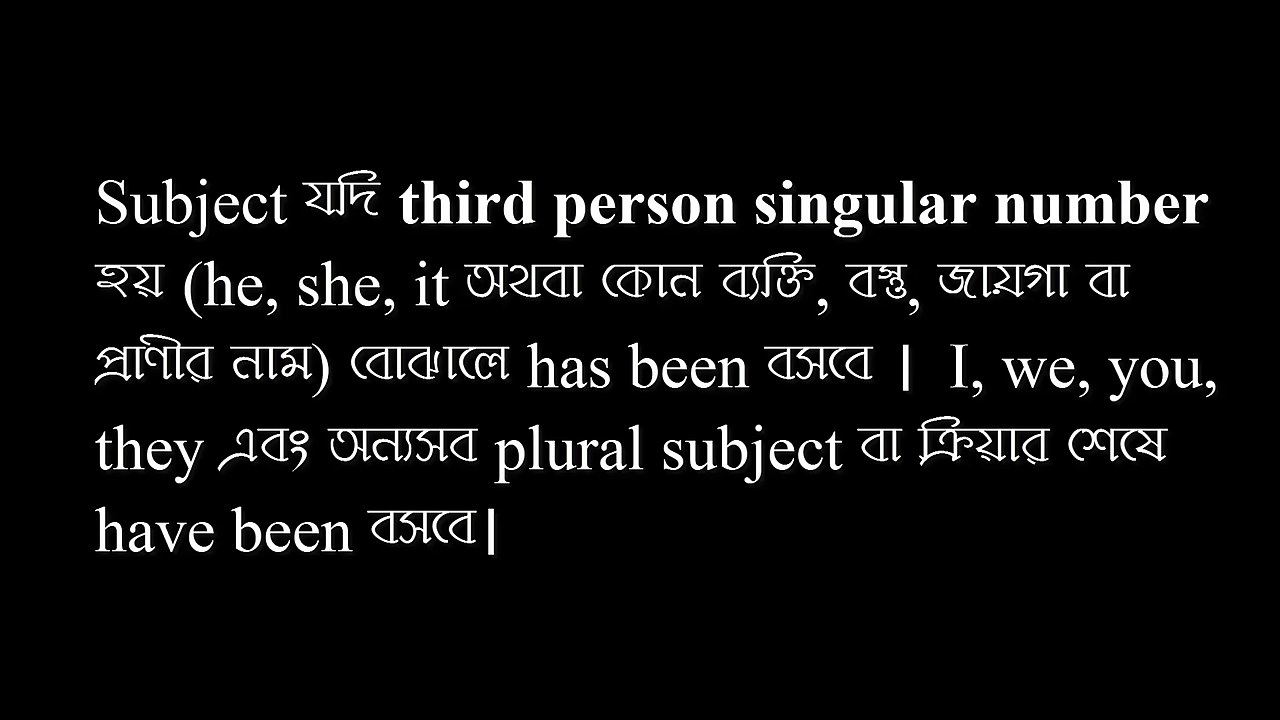 Subject যদি third person singular number
হয় (he, she, it অথবা কোন ব্যক্তি, বস্তু, জায়গা বা
প্রাণীর নাম) বোঝালে has been বসবে । I, we, you,
they এবং অন্যসব plural subject বা ক্রিয়ার শেষে
have been বসবে।